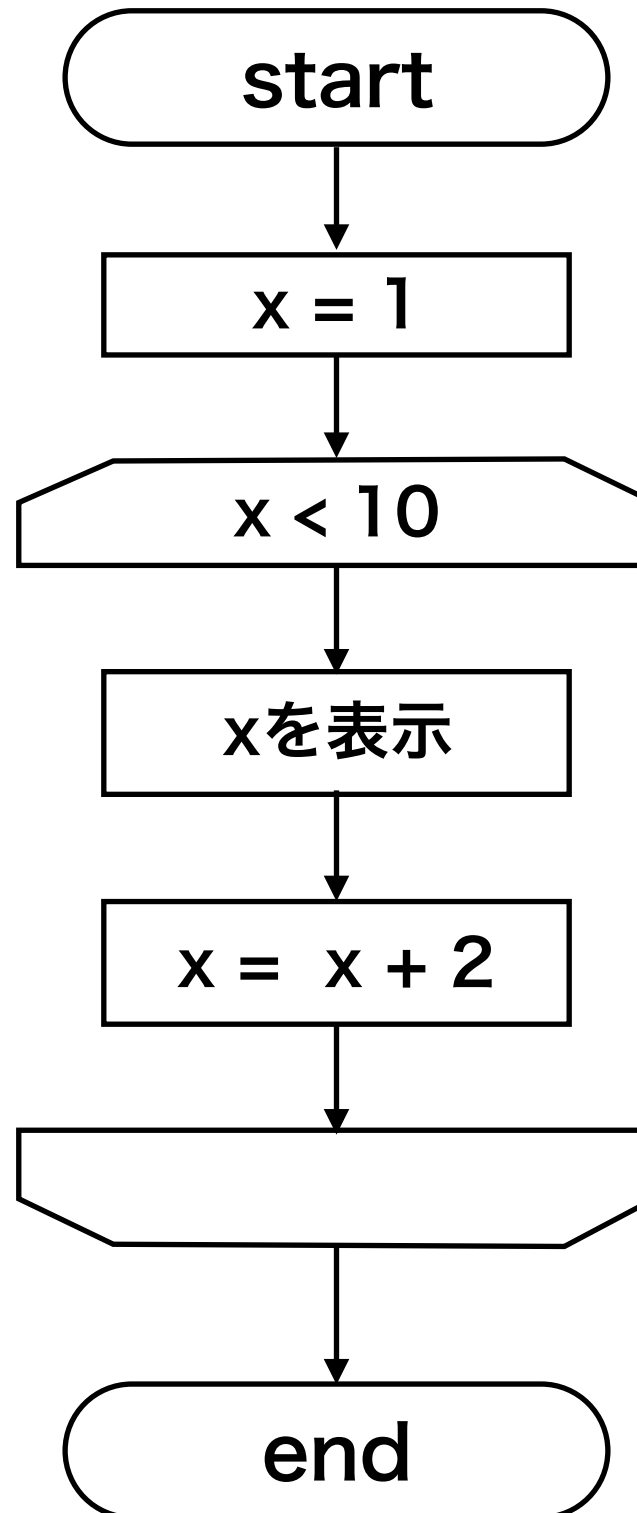 start
x = 1
x < 10
xを表示
x = x + 2
end